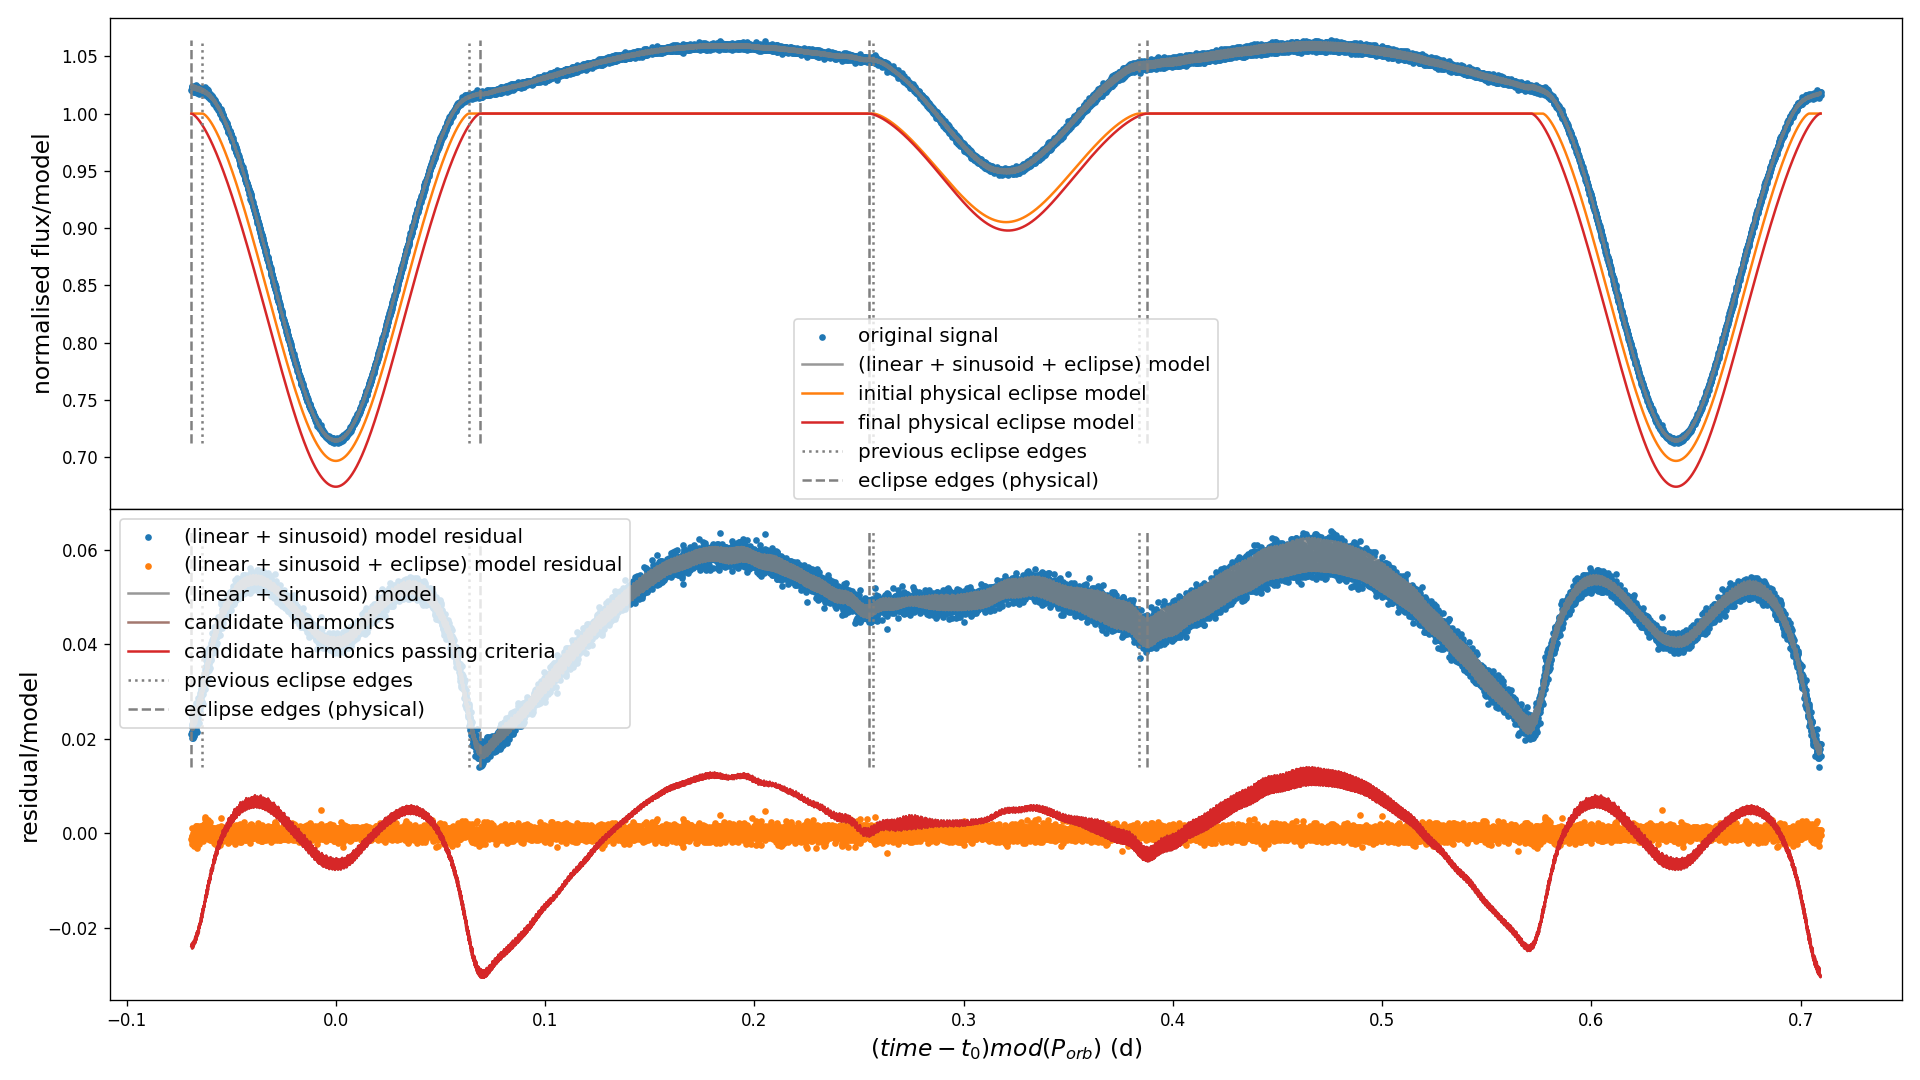 normalised flux/model
1.05
1.00
0.95
0.90
0.85
0.80
0.75
0.70
original signal
(linear + sinusoid + eclipse) model
initial physical eclipse model
final physical eclipse model
previous eclipse edges
eclipse edges (physical)
residual/model
0.06
0.04
0.02
0.00
−0.02
(linear + sinusoid) model residual
(linear + sinusoid + eclipse) model residual
(linear + sinusoid) model
candidate harmonics
candidate harmonics passing criteria
previous eclipse edges
eclipse edges (physical)
−0.1 0.0 0.1 0.2 0.3 0.4 0.5 0.6 0.7
(time − t₀)mod(Pₒᵣb) (d)